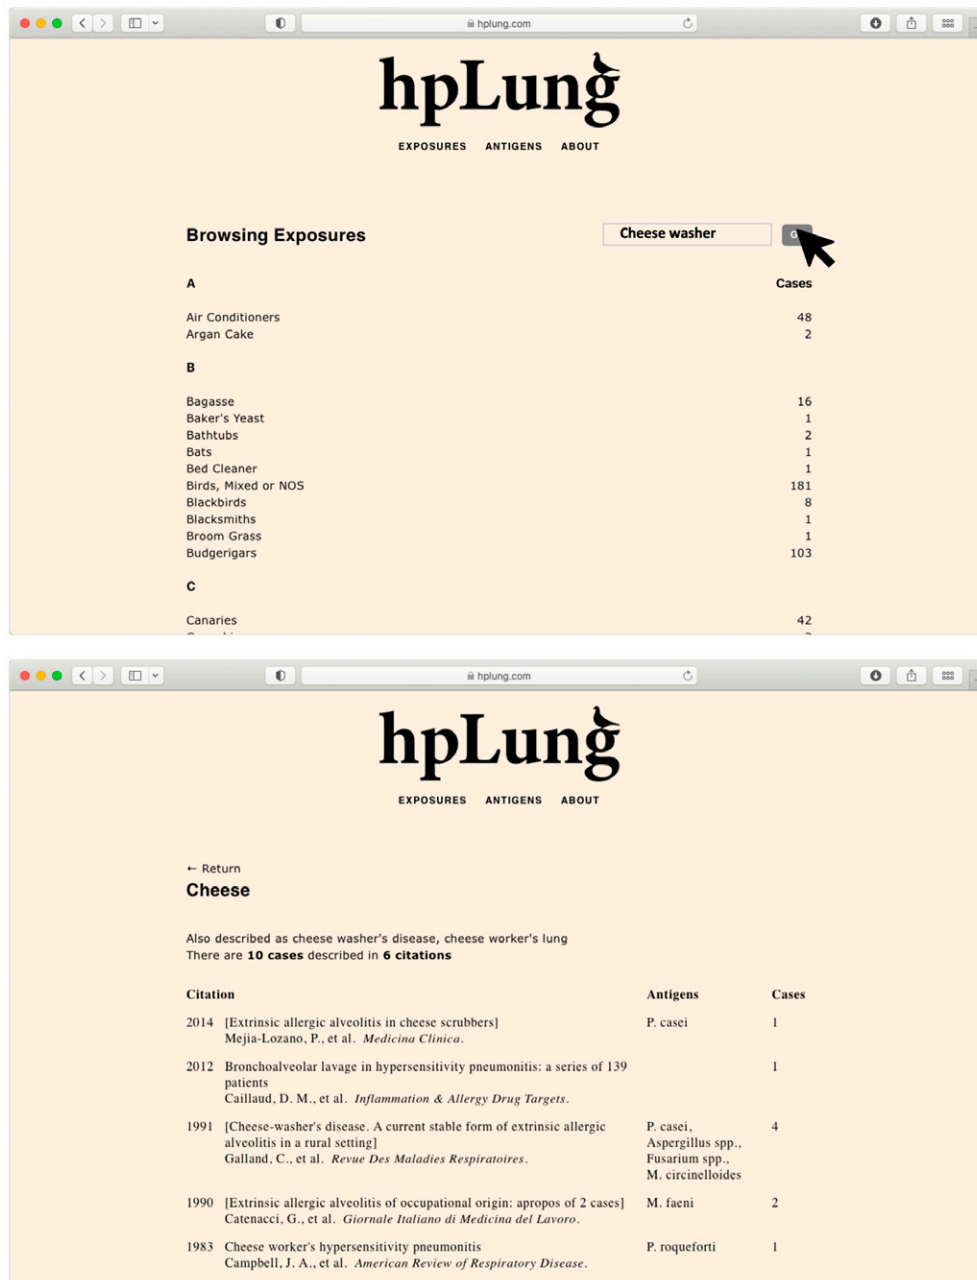 hplung.com
hpLung
EXPOSURES ANTIGENS ABOUT
Browsing Exposures
Cheese washer
A Cases
Air Conditioners 48
Argan Cake 2
B
Bagasse 16
Baker's Yeast 1
Bathtubs 2
Bats 1
Bed Cleaner 1
Birds, Mixed or NOS 181
Blackbirds 8
Blacksmiths 1
Broom Grass 1
Budgerigars 103
C
Canaries 42
hplung.com
hpLung
EXPOSURES ANTIGENS ABOUT
← Return
Cheese
Also described as cheese washer's disease, cheese worker's lung
There are 10 cases described in 6 citations
Citation Antigens Cases
2014 [Extrinsic allergic alveolitis in cheese scrubbers] P. casei 1
Mejia-Lozano, P., et al. Medicina Clinica.
2012 Bronchoalveolar lavage in hypersensitivity pneumonitis: a series of 139 1
patients
Caillaud, D. M., et al. Inflammation & Allergy Drug Targets.
1991 [Cheese-washer's disease. A current stable form of extrinsic allergic P. casei, 4
alveolitis in a rural setting] Aspergillus spp.,
Galland, C., et al. Revue Des Maladies Respiratoires. Fusarium spp.,
M. circinelloides
1990 [Extrinsic allergic alveolitis of occupational origin: apropos of 2 cases] M. faeni 2
Catenacci, G., et al. Giornale Italiano di Medicina del Lavoro.
1983 Cheese worker's hypersensitivity pneumonitis P. roqueforti 1
Campbell, J. A., et al. American Review of Respiratory Disease.